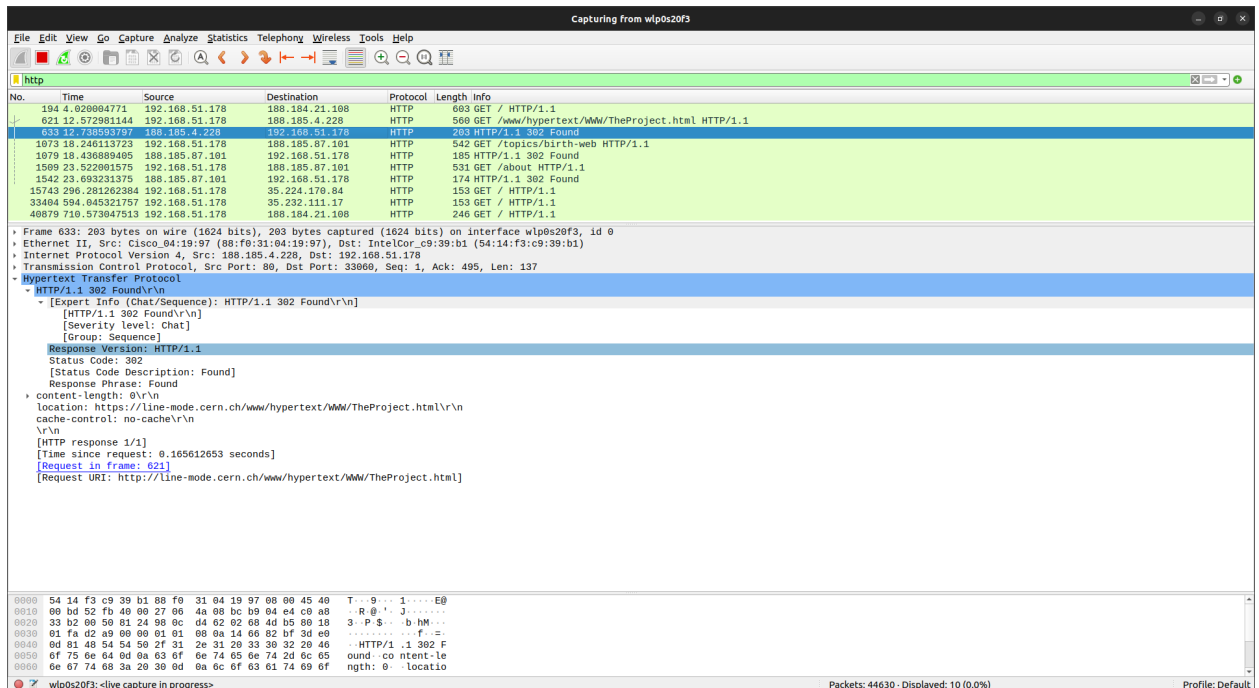 Capturing from wlp0s20f3
File Edit View Go Capture Analyze Statistics Telephony Wireless Tools Help
http
No. Time Source Destination Protocol Length Info
194 4.020004771 192.168.51.178 188.184.21.108 HTTP 603 GET / HTTP/1.1
621 12.572981144 192.168.51.178 188.185.4.228 HTTP 560 GET /www/hypertext/WWW/TheProject.html HTTP/1.1
633 12.738593797 188.185.4.228 192.168.51.178 HTTP 203 HTTP/1.1 302 Found
1073 18.246113723 192.168.51.178 188.185.87.101 HTTP 542 GET /topics/birth-web HTTP/1.1
1079 18.436889405 188.185.87.101 192.168.51.178 HTTP 185 HTTP/1.1 302 Found
1509 23.522001575 192.168.51.178 188.185.87.101 HTTP 531 GET /about HTTP/1.1
1542 23.693231375 188.185.87.101 192.168.51.178 HTTP 174 HTTP/1.1 302 Found
15743 296.281262384 192.168.51.178 35.224.170.84 HTTP 153 GET / HTTP/1.1
33404 594.045321757 192.168.51.178 35.232.111.17 HTTP 153 GET / HTTP/1.1
40879 710.573047513 192.168.51.178 188.184.21.108 HTTP 246 GET / HTTP/1.1
Frame 633: 203 bytes on wire (1624 bits), 203 bytes captured (1624 bits) on interface wlp0s20f3, id 0
Ethernet II, Src: Cisco_04:19:97 (88:f0:31:04:19:97), Dst: IntelCor_c9:39:b1 (54:14:f3:c9:39:b1)
Internet Protocol Version 4, Src: 188.185.4.228, Dst: 192.168.51.178
Transmission Control Protocol, Src Port: 80, Dst Port: 33060, Seq: 1, Ack: 495, Len: 137
Hypertext Transfer Protocol
HTTP/1.1 302 Found\r\n
[Expert Info (Chat/Sequence): HTTP/1.1 302 Found\r\n]
[HTTP/1.1 302 Found\r\n]
[Severity level: Chat]
[Group: Sequence]
Response Version: HTTP/1.1
Status Code: 302
[Status Code Description: Found]
Response Phrase: Found
content-length: 0\r\n
location: https://line-mode.cern.ch/www/hypertext/WWW/TheProject.html\r\n
cache-control: no-cache\r\n
\r\n
[HTTP response 1/1]
[Time since request: 0.165612653 seconds]
[Request in frame: 621]
[Request URI: http://line-mode.cern.ch/www/hypertext/WWW/TheProject.html]
0000 54 14 f3 c9 39 b1 88 f0 31 04 19 97 08 00 45 40 T···9··· 1·····E@
0010 00 bd 52 fb 40 00 27 06 4a 08 bc b9 04 e4 c0 a8 ··R·@·'· J·······
0020 33 b2 00 50 81 24 98 0c d4 62 02 68 4d b5 80 18 3··P·$·· ·b·hM···
0030 01 fa d2 a9 00 00 01 01 08 0a 14 66 82 bf 3d e0 ········ ···f··=·
0040 0d 81 48 54 54 50 2f 31 2e 31 20 33 30 32 20 46 ··HTTP/1 .1 302 F
0050 6f 75 6e 64 0d 0a 63 6f 6e 74 65 6e 74 2d 6c 65 ound··co ntent-le
0060 6e 67 74 68 3a 20 30 0d 0a 6c 6f 63 61 74 69 6f ngth: 0· ·locatio
wlp0s20f3: <live capture in progress> Packets: 44630 · Displayed: 10 (0.0%) Profile: Default